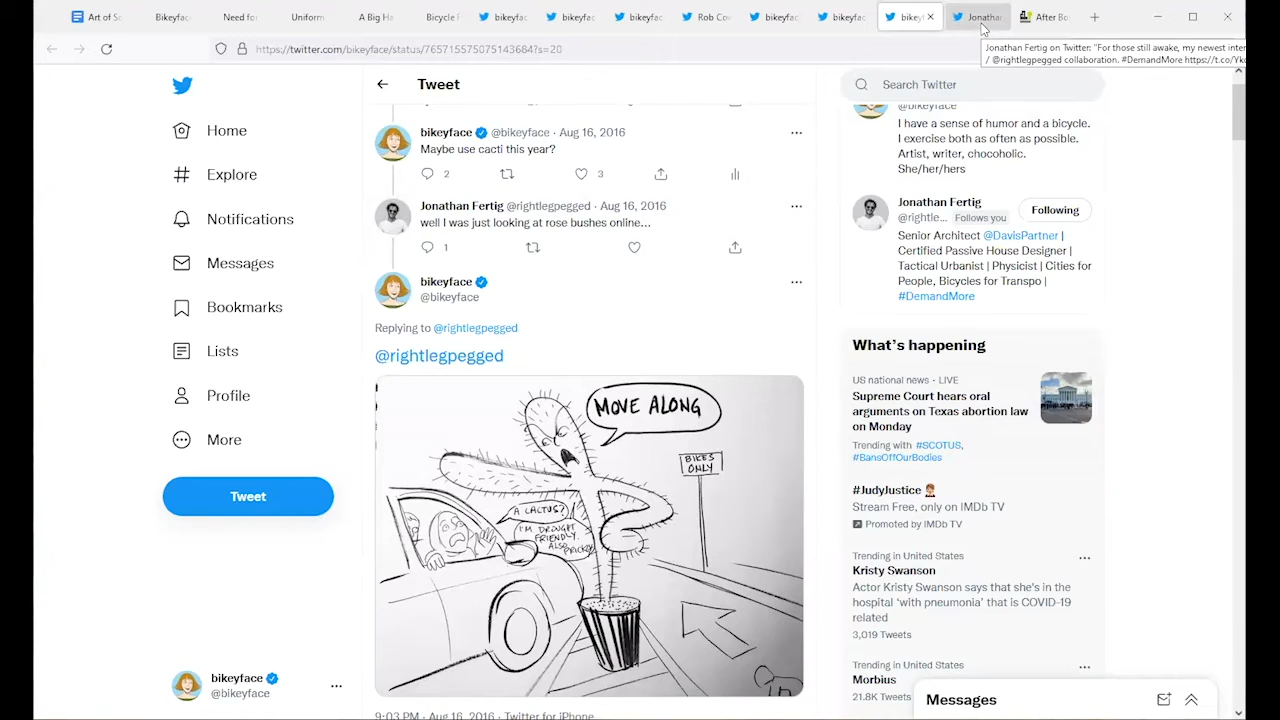 Art of Sc
Bikeyfac
Need fo
Uniform
A Big Ha
Bicycle F
bikeyfac
bikeyfac
bikeyfac
Rob Cov
bikeyfac
bikeyfac
bikeyf
Jonathan
After Bo
https://twitter.com/bikeyface/status/765715575075143684?s=20
Jonathan Fertig on Twitter: "For those still awake, my newest inter
/ @rightlegpegged collaboration. #DemandMore https://t.co/Yk
Home
Explore
Notifications
Messages
Bookmarks
Lists
Profile
More
Tweet
bikeyface
@bikeyface
Tweet
bikeyface @bikeyface · Aug 16, 2016
Maybe use cacti this year?
2
3
Jonathan Fertig @rightlegpegged · Aug 16, 2016
well I was just looking at rose bushes online...
1
bikeyface
@bikeyface
Replying to @rightlegpegged
@rightlegpegged
MOVE ALONG
BIKES
ONLY
A CACTUS?
I'M DROUGHT
FRIENDLY.
ALSO
PRICKLY
9:03 PM · Aug 16, 2016 · Twitter for iPhone
Search Twitter
@bikeyface
I have a sense of humor and a bicycle.
I exercise both as often as possible.
Artist, writer, chocoholic.
She/her/hers
Jonathan Fertig
@rightle... Follows you
Following
Senior Architect @DavisPartner |
Certified Passive House Designer |
Tactical Urbanist | Physicist | Cities for
People, Bicycles for Transpo |
#DemandMore
What's happening
US national news · LIVE
Supreme Court hears oral
arguments on Texas abortion law
on Monday
Trending with #SCOTUS,
#BansOffOurBodies
#JudyJustice
Stream Free, only on IMDb TV
Promoted by IMDb TV
Trending in United States
Kristy Swanson
Actor Kristy Swanson says that she's in the
hospital 'with pneumonia' that is COVID-19
related
3,019 Tweets
Trending in United States
Morbius
21.8K Tweets
Messages